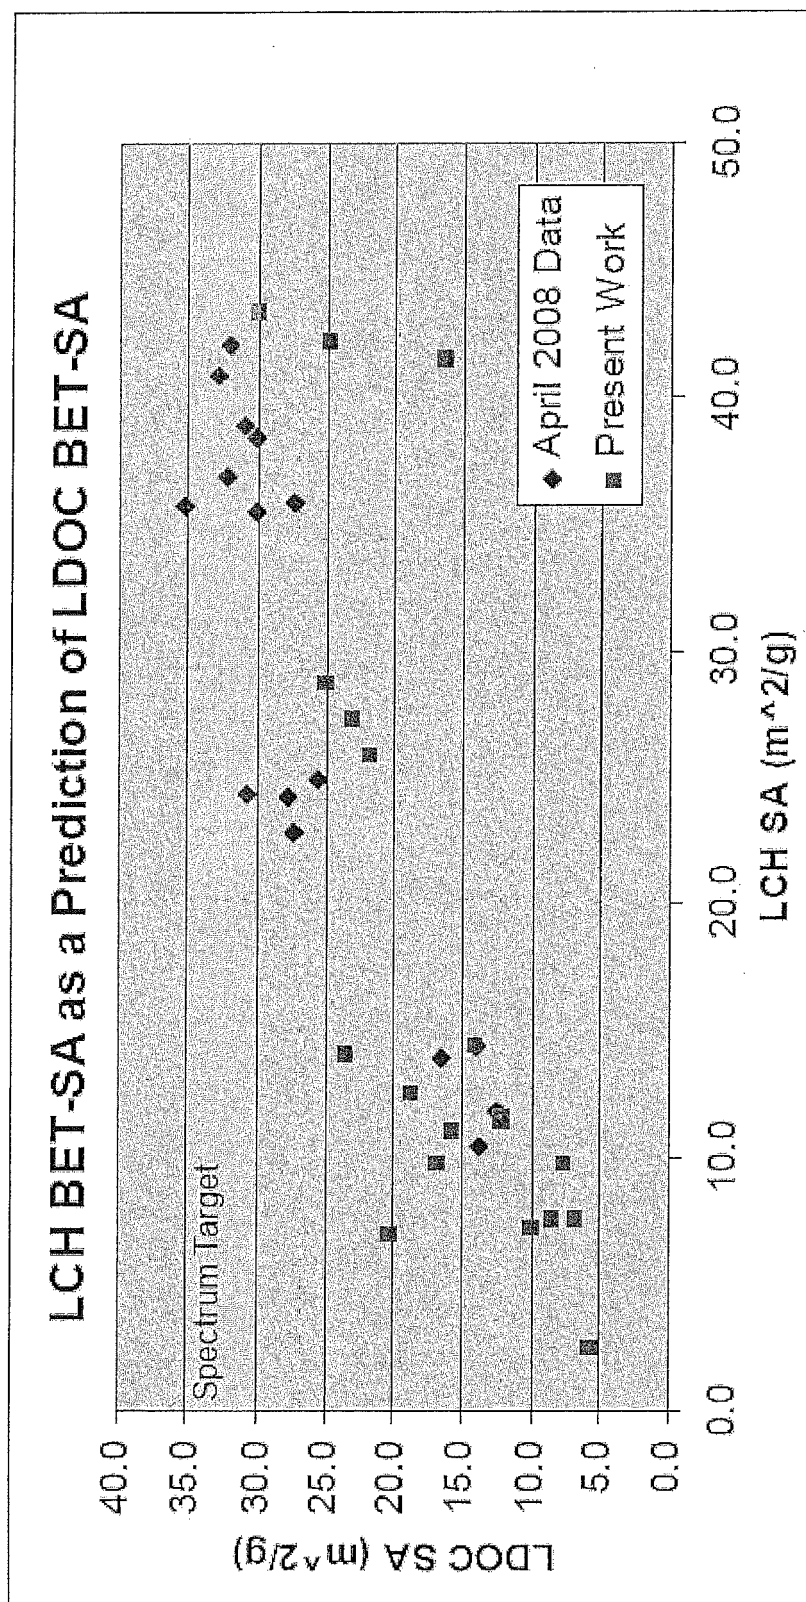 LCH BET-SA as a Prediction of LDOC BET-SA
40.0
35.0
30.0
25.0
20.0
15.0
10.0
5.0
0.0
LDOC SA (m^2/g)
Spectrum Target
April 2008 Data
Present Work
0.0 10.0 20.0 30.0 40.0 50.0
LCH SA (m^2/g)